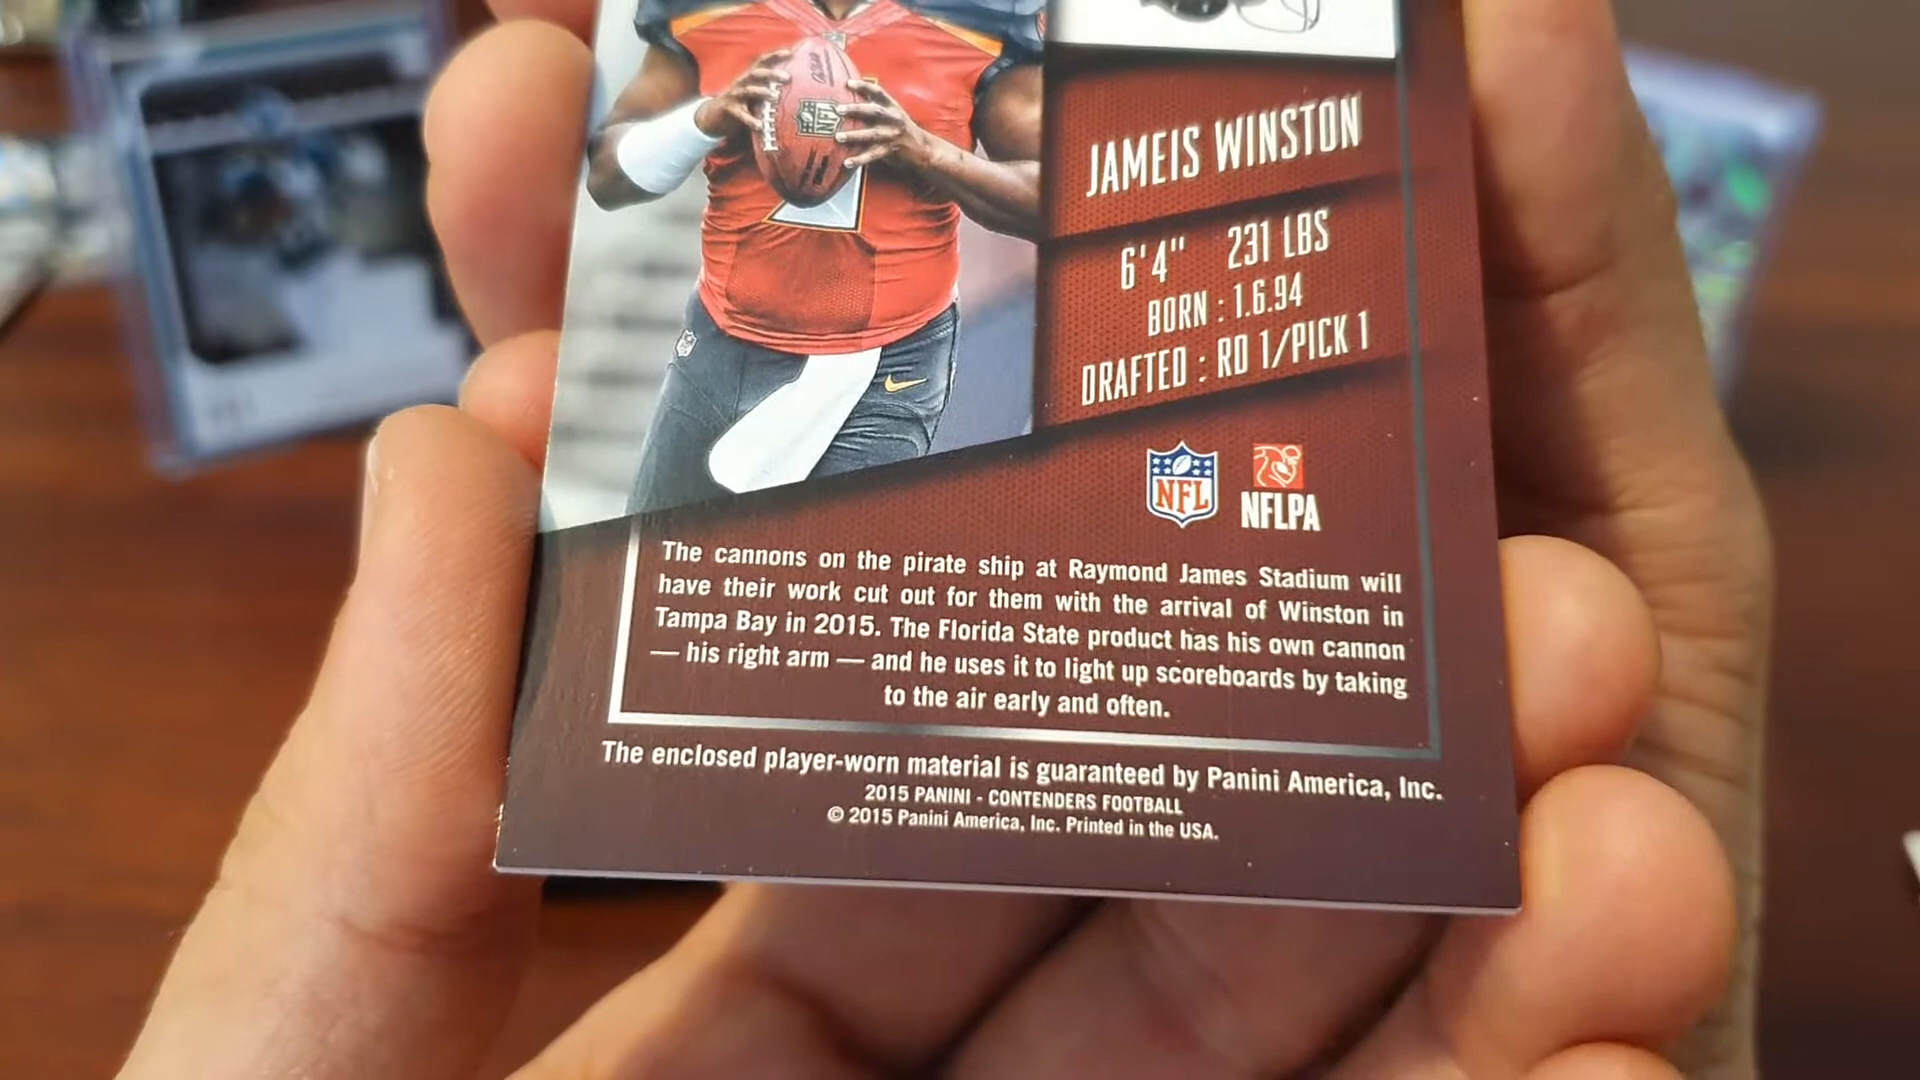 JAMEIS WINSTON
6'4" 231 LBS
BORN : 1.6.94
DRAFTED : RD 1/PICK 1
NFL
NFLPA
The cannons on the pirate ship at Raymond James Stadium will
have their work cut out for them with the arrival of Winston in
Tampa Bay in 2015. The Florida State product has his own cannon
— his right arm — and he uses it to light up scoreboards by taking
to the air early and often.
The enclosed player-worn material is guaranteed by Panini America, Inc.
2015 PANINI - CONTENDERS FOOTBALL
© 2015 Panini America, Inc. Printed in the USA.